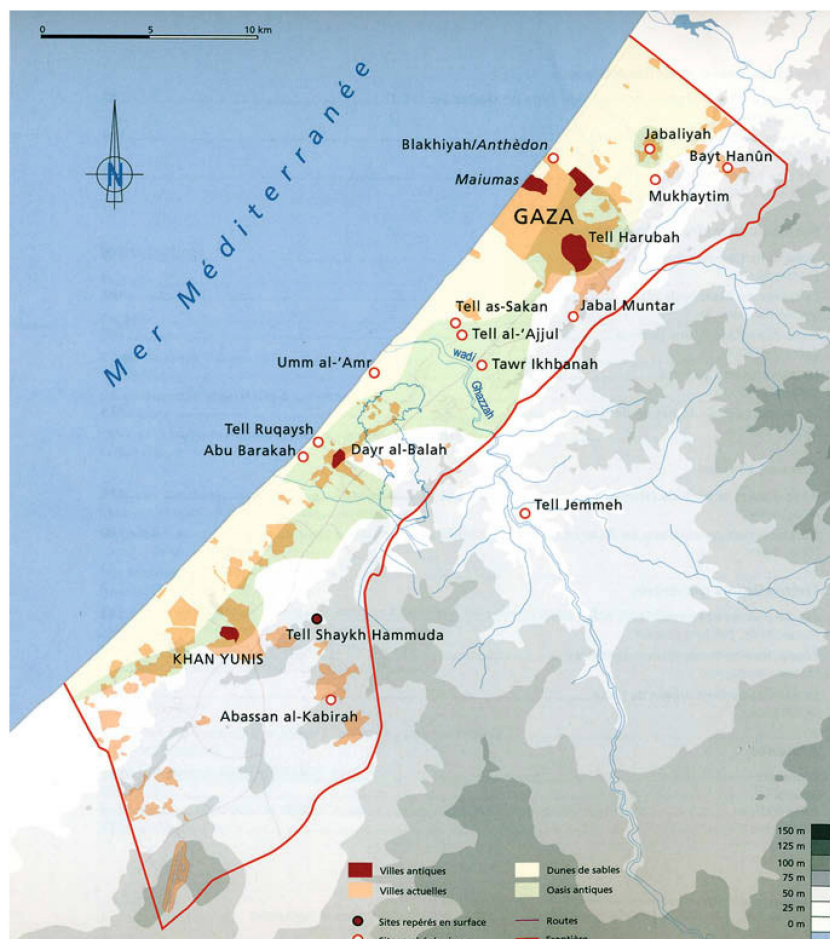 0 5 10 km
Mer Méditerranée
N
Blakhiyah/Anthèdon
Jabaliyah
Bayt Hanûn
Maiumas
Mukhaytim
GAZA
Tell Harubah
Tell as-Sakan
Jabal Muntar
Tell al-‘Ajjul
wadi
Ghazzah
Umm al-‘Amr
Tawr Ikhbanah
Tell Ruqaysh
Abu Barakah
Dayr al-Balah
Tell Jemmeh
Tell Shaykh Hammuda
KHAN YUNIS
Abassan al-Kabirah
150 m
125 m
100 m
75 m
50 m
25 m
0 m
Villes antiques
Dunes de sables
Villes actuelles
Oasis antiques
Sites repérés en surface
Routes
Frontière